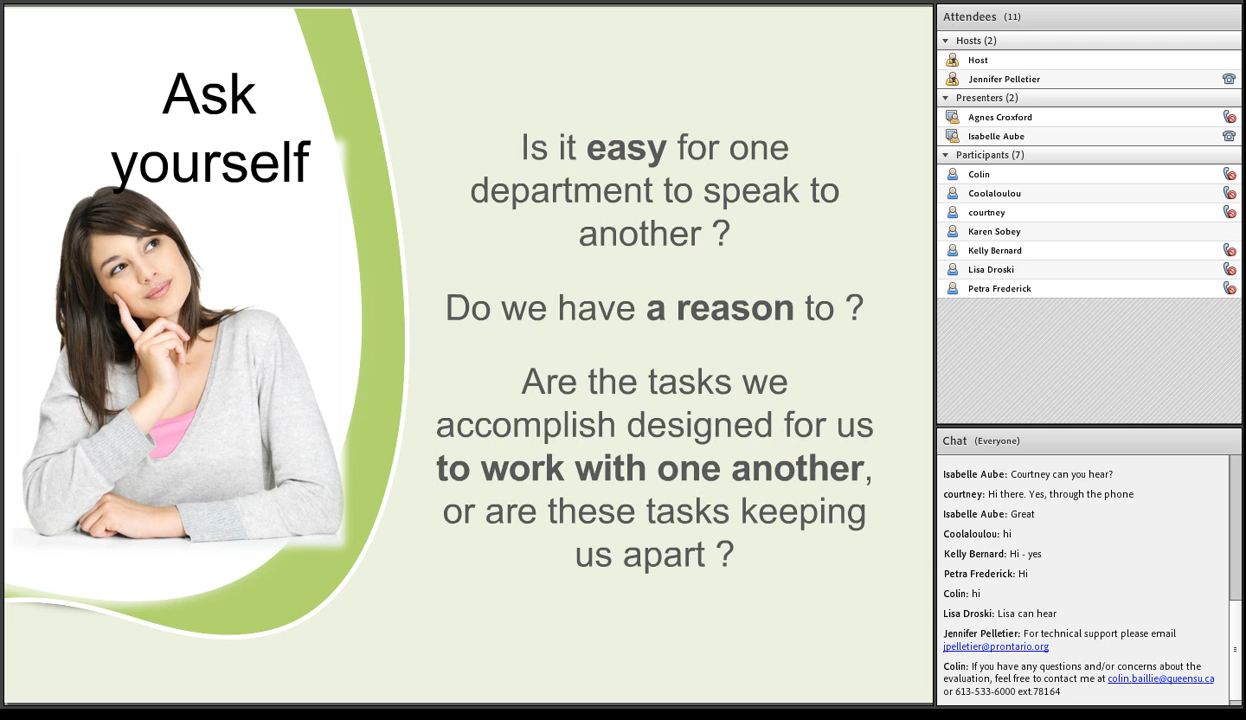 Ask
yourself
Is it easy for one
department to speak to
another ?
Do we have a reason to ?
Are the tasks we
accomplish designed for us
to work with one another,
or are these tasks keeping
us apart ?
Attendees (11)
Hosts (2)
Host
Jennifer Pelletier
Presenters (2)
Agnes Croxford
Isabelle Aube
Participants (7)
Colin
Coolaloulou
courtney
Karen Sobey
Kelly Bernard
Lisa Droski
Petra Frederick
Chat (Everyone)
Isabelle Aube: Courtney can you hear?
courtney: Hi there. Yes, through the phone
Isabelle Aube: Great
Coolaloulou: hi
Kelly Bernard: Hi - yes
Petra Frederick: Hi
Colin: hi
Lisa Droski: Lisa can hear
Jennifer Pelletier: For technical support please email
jpelletier@prontario.org
Colin: If you have any questions and/or concerns about the
evaluation, feel free to contact me at colin.baillie@queensu.ca
or 613-533-6000 ext.78164